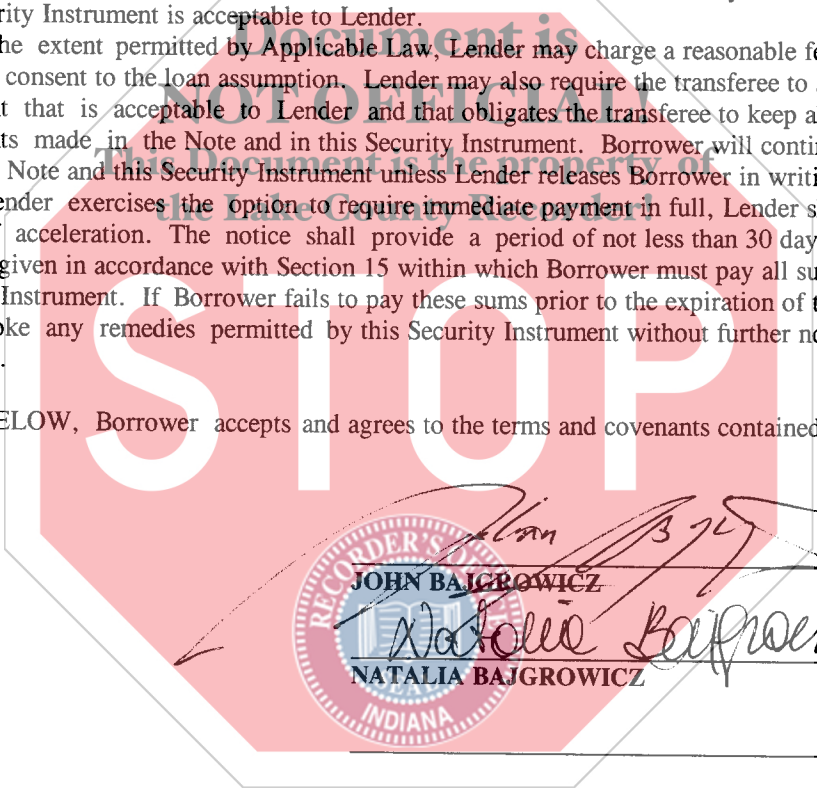 rity Instrument is acceptable to Lender.
Document is
he extent permitted by Applicable Law, Lender may charge a reasonable fe
consent to the loan assumption. Lender may also require the transferee to
NOT OFFICIAL!
t that is acceptable to Lender and that obligates the transferee to keep al
ts made in the Note and in this Security Instrument. Borrower will contin
This Document is the property of
Note and this Security Instrument unless Lender releases Borrower in writi
ender exercises the option to require immediate payment in full, Lender s
the Lake County Recorder!
acceleration. The notice shall provide a period of not less than 30 day
given in accordance with Section 15 within which Borrower must pay all su
Instrument. If Borrower fails to pay these sums prior to the expiration of t
oke any remedies permitted by this Security Instrument without further no
STOP
ELOW, Borrower accepts and agrees to the terms and covenants contained
RECORDER'S OFFICE
JOHN BAJGROWICZ
Natalia
NATALIA BAJGROWICZ
SEAL
INDIANA